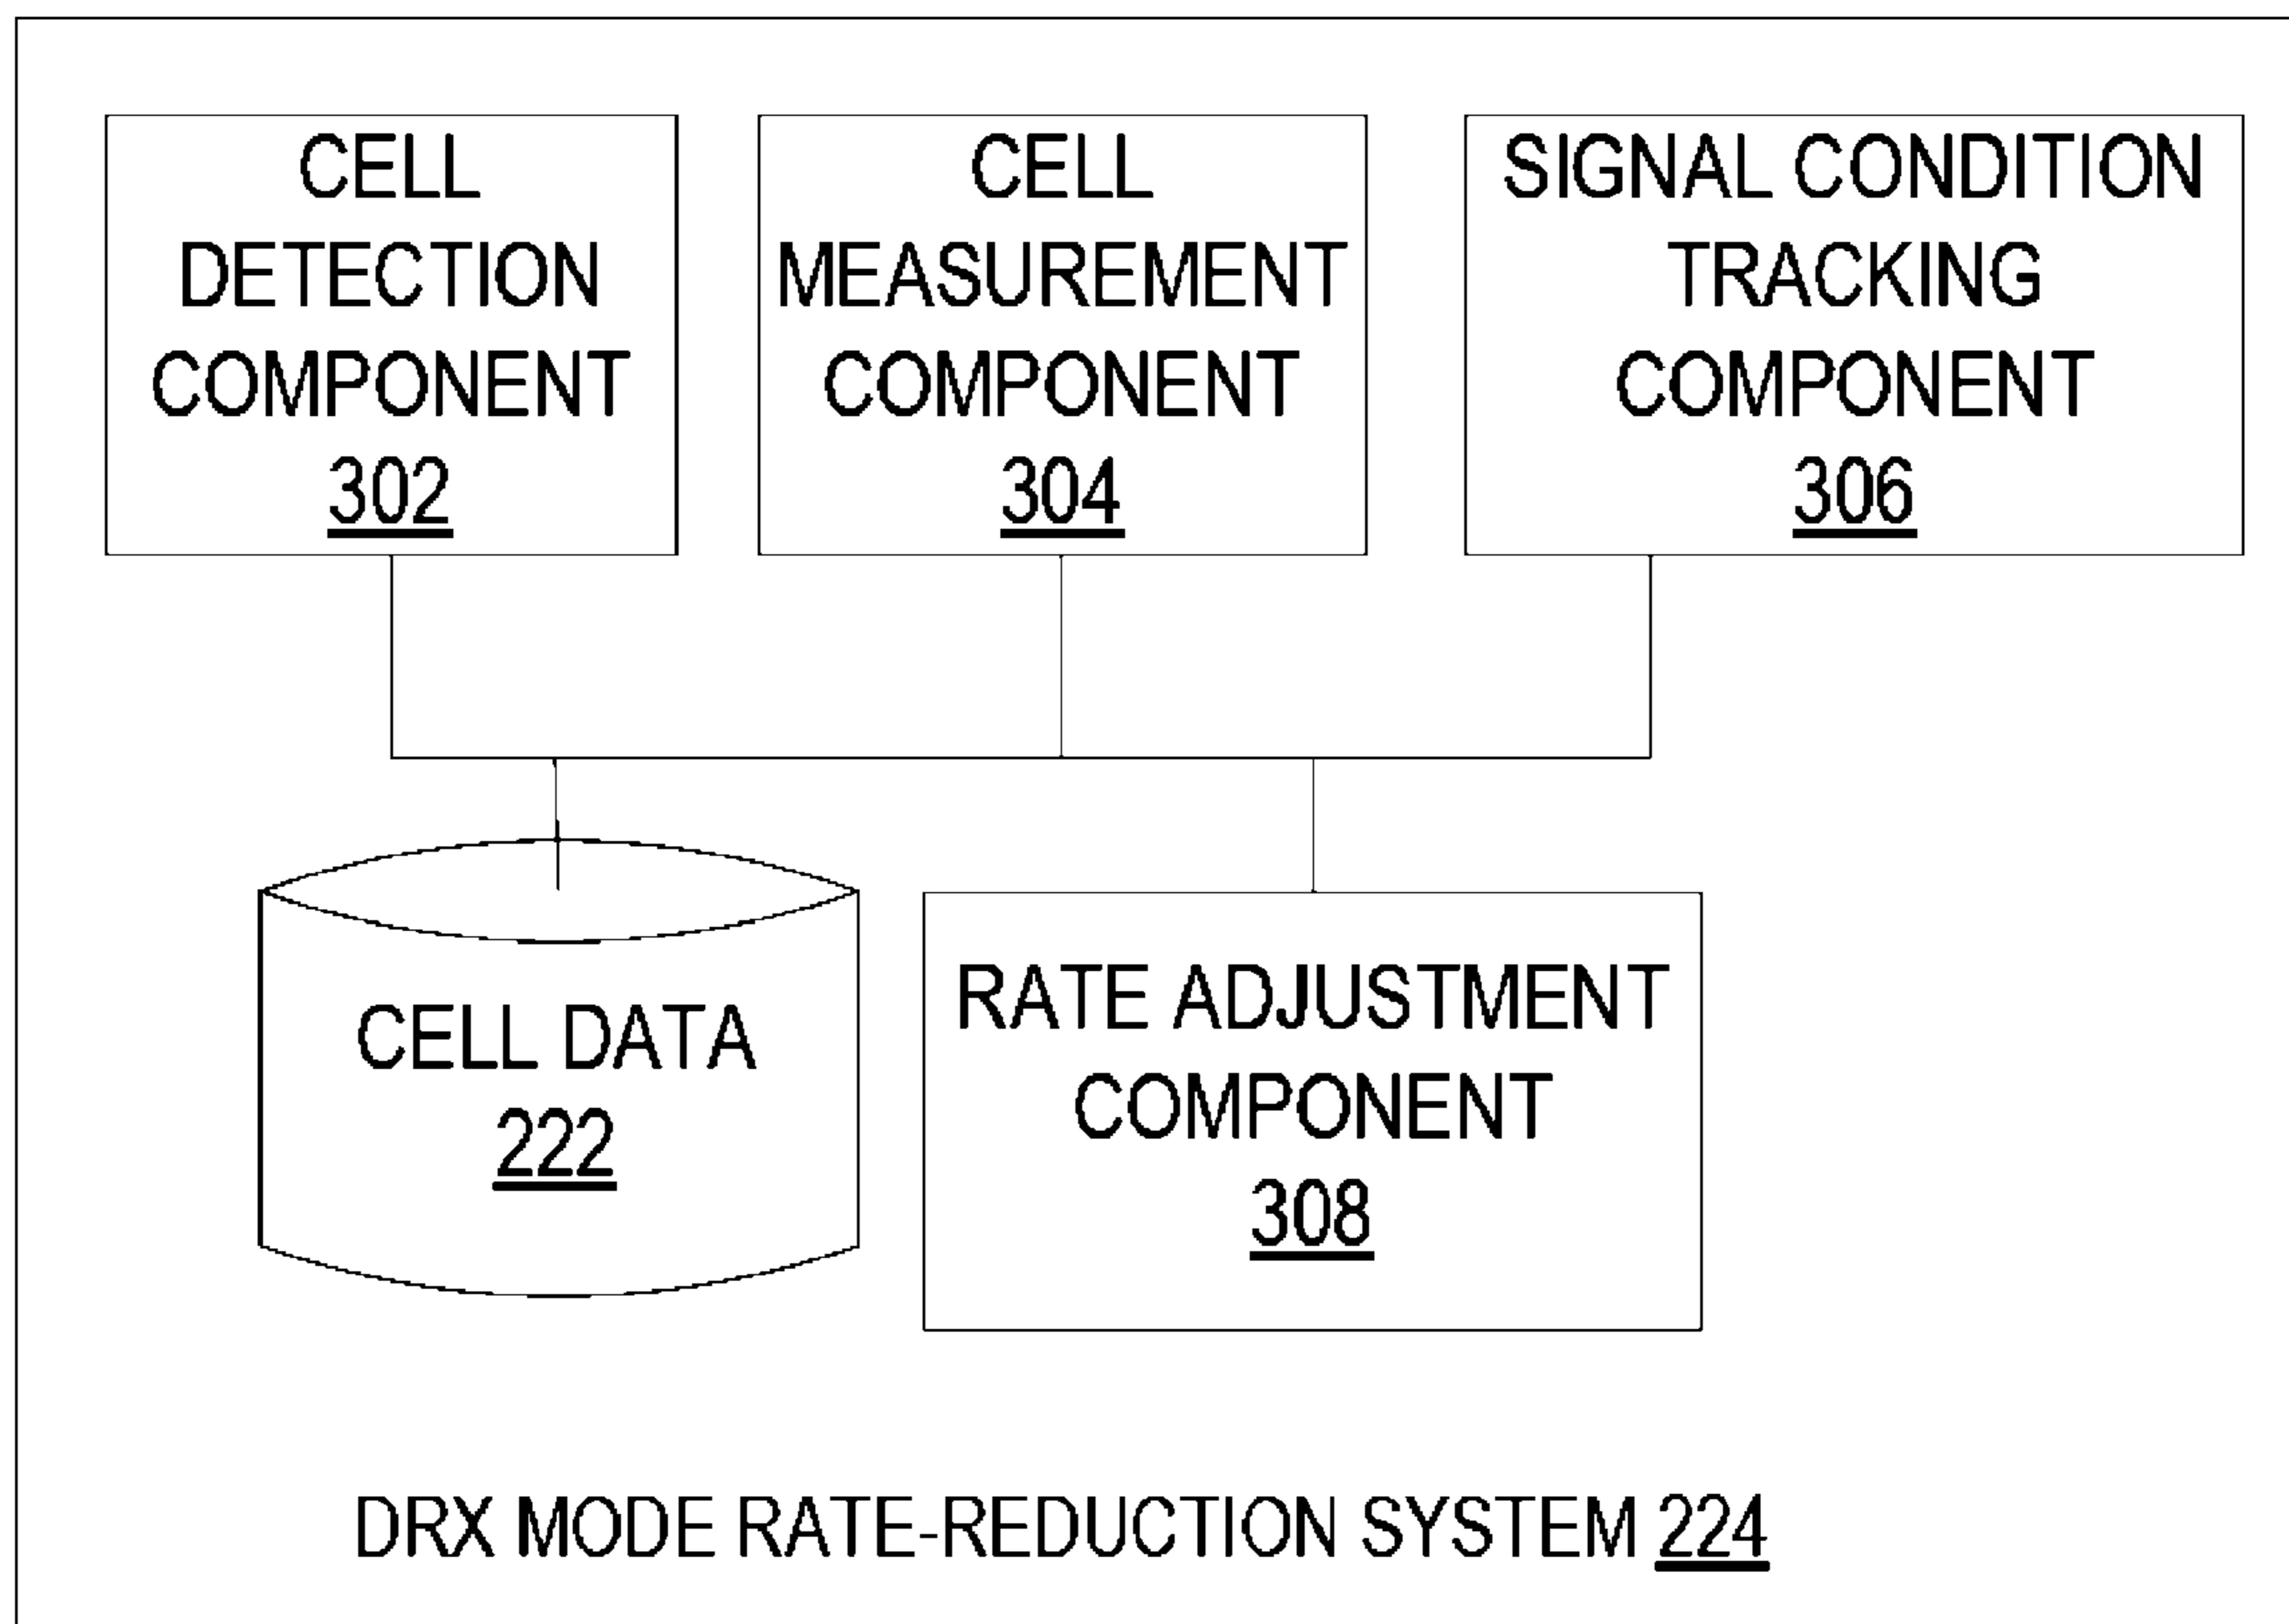 CELL
DETECTION
COMPONENT
302
CELL
MEASUREMENT
COMPONENT
304
SIGNAL CONDITION
TRACKING
COMPONENT
306
CELL DATA
222
RATE ADJUSTMENT
COMPONENT
308
DRX MODE RATE-REDUCTION SYSTEM 224